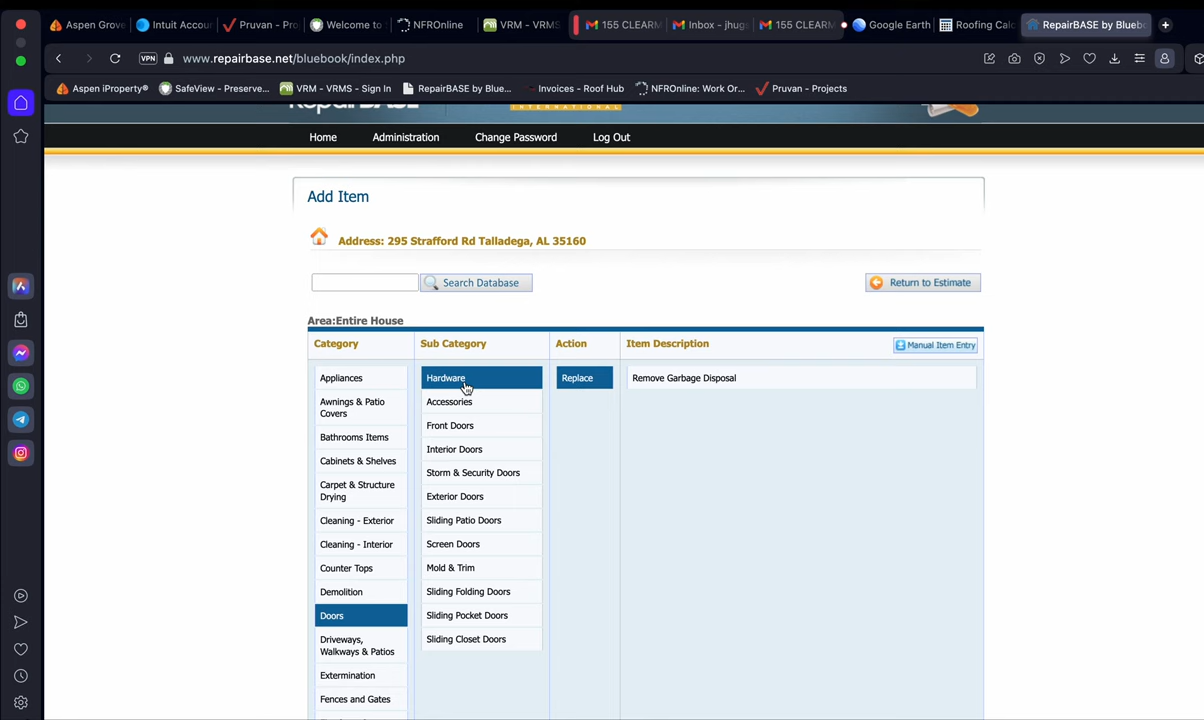 Aspen Grove
Intuit Accou
Pruvan - Pro
Welcome to
NFROnline
VRM - VRMS
155 CLEARM
Inbox - jhug
155 CLEARM
Google Earth
Roofing Calc
RepairBASE by Blueb
VPN
www.repairbase.net/bluebook/index.php
Aspen iProperty®
SafeView - Preserve...
VRM - VRMS - Sign In
RepairBASE by Blue...
Invoices - Roof Hub
NFROnline: Work Or...
Pruvan - Projects
RepairBASE
INTERNATIONAL
Home
Administration
Change Password
Log Out
Add Item
Address: 295 Strafford Rd Talladega, AL 35160
Search Database
Return to Estimate
Area:Entire House
Category
Sub Category
Action
Item Description
Manual Item Entry
Appliances
Awnings & Patio
Covers
Bathrooms Items
Cabinets & Shelves
Carpet & Structure
Drying
Cleaning - Exterior
Cleaning - Interior
Counter Tops
Demolition
Doors
Driveways,
Walkways & Patios
Extermination
Fences and Gates
Hardware
Accessories
Front Doors
Interior Doors
Storm & Security Doors
Exterior Doors
Sliding Patio Doors
Screen Doors
Mold & Trim
Sliding Folding Doors
Sliding Pocket Doors
Sliding Closet Doors
Replace
Remove Garbage Disposal